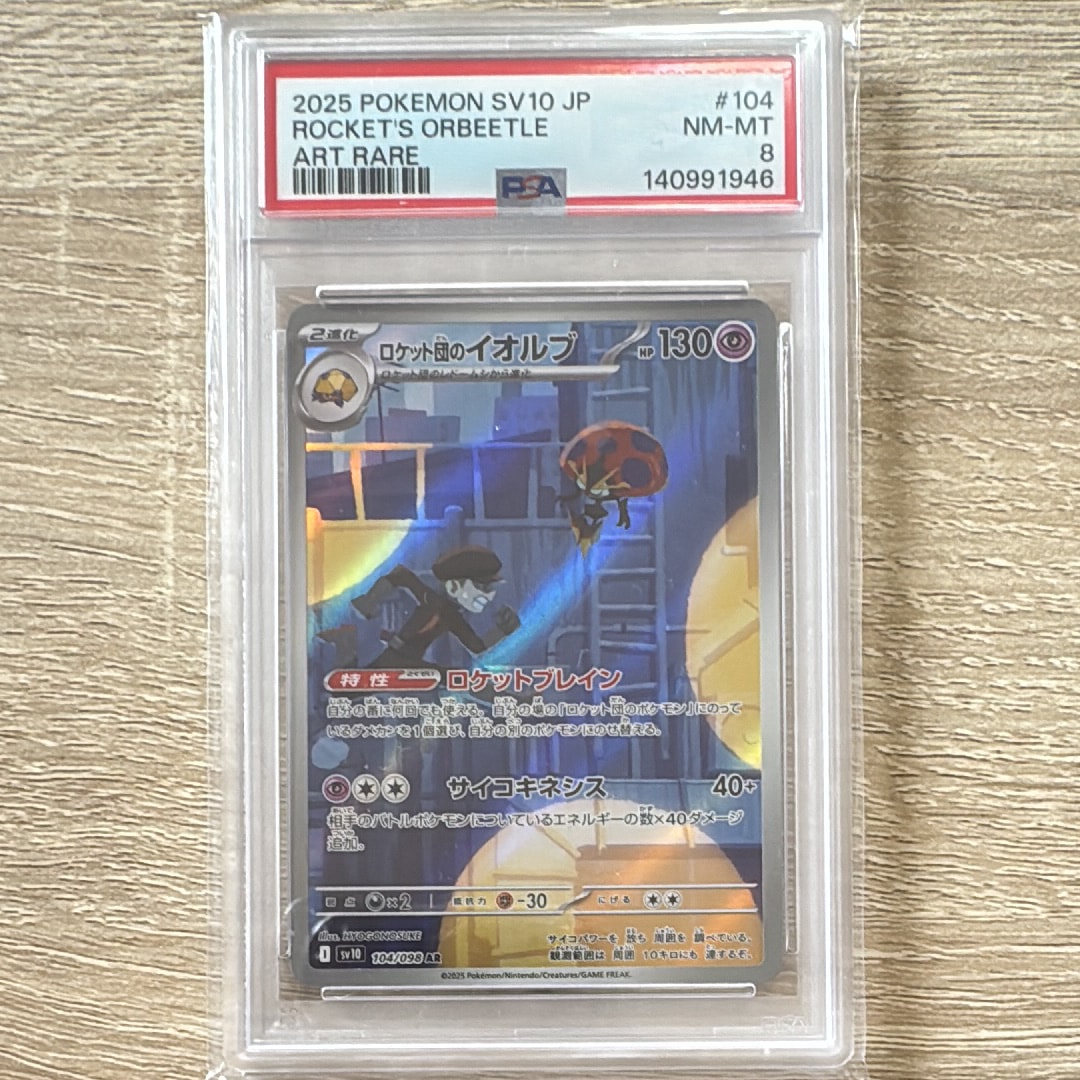 2025 POKEMON SV10 JP #104
ROCKET'S ORBEETLE NM-MT
ART RARE 8
PSA 140991946
2進化
ロケット団のイオルブ HP 130
ロケット団のレドームシから進化
特性 ロケットブレイン
自分の番に何回でも使える。自分の場の「ロケット団のポケモン」にのって
いるダメカンを1個選び、自分の別のポケモンにのせ替える。
サイコキネシス 40+
相手のバトルポケモンについているエネルギーの数×40ダメージ
追加。
弱点 ×2 抵抗力 -30 にげる
illus. HYOGONOSUKE
サイコパワーを 放ち 周囲を 調べている。
観測範囲は 周囲 10キロにも 達するぞ。
I sv10 104/098 AR
©2025 Pokémon/Nintendo/Creatures/GAME FREAK.